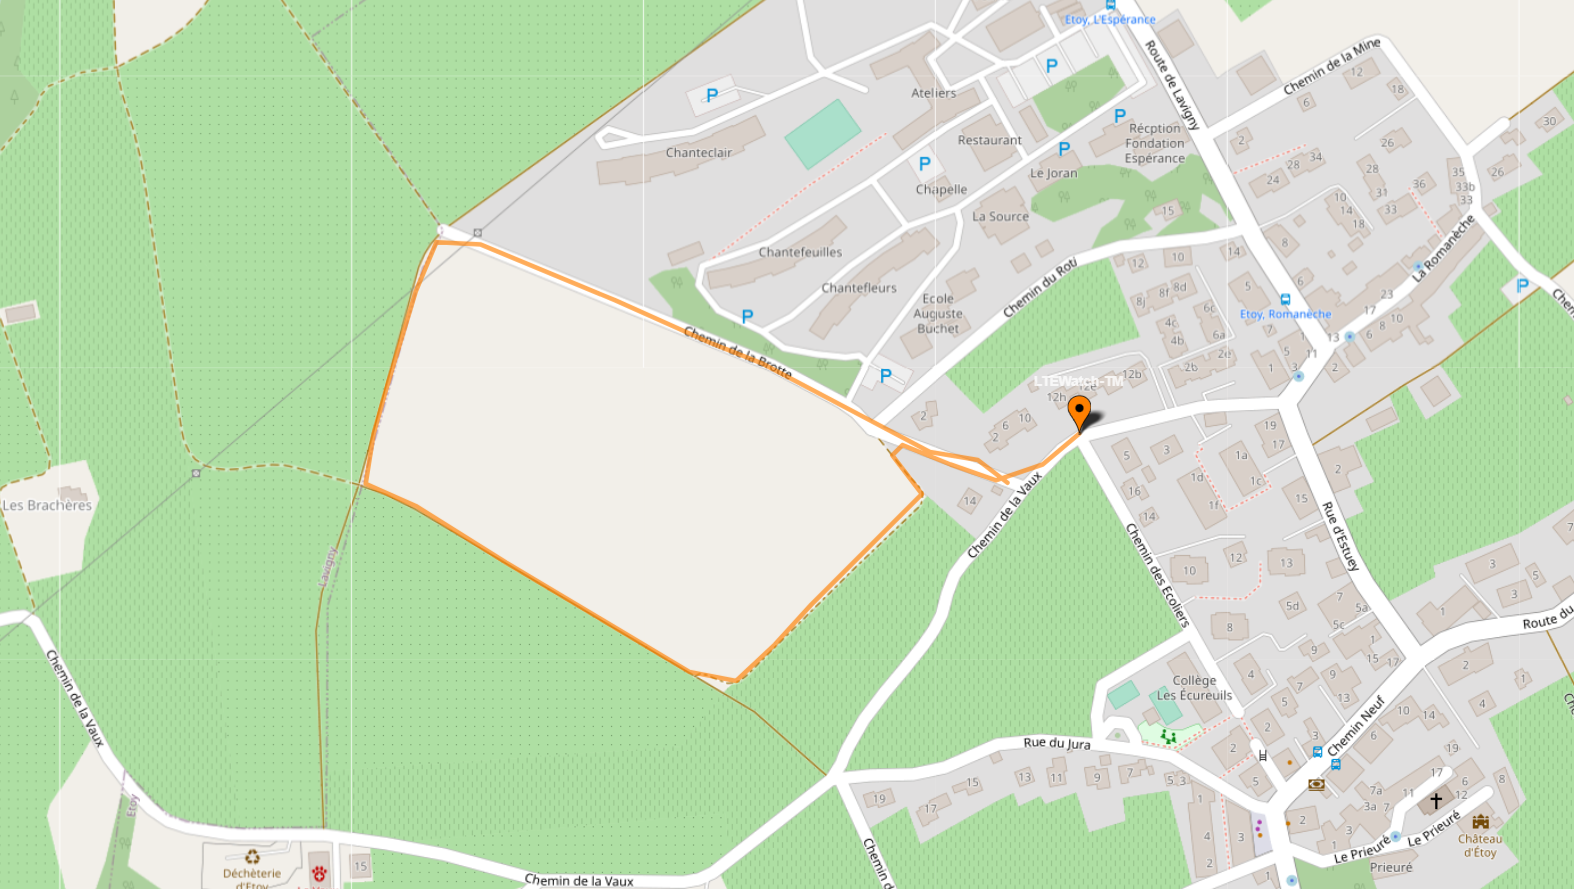 Etoy, L'Espérance
Chemin de la Mine
Route de Lavigny
12
18
6
P
P
P
P
P
Ateliers
Restaurant
Récption
Fondation
Espérance
Chanteclair
Chapelle
Le Joran
La Source
2
28
34
24
26
28
31
33
36
35
33b
33
26
30
10
14
18
15
8
14
La Romanèche
Chantefeuilles
Chantefleurs
Ecole
Auguste
Buchet
Chemin du Rotj
12
10
8j
8f
8d
6c
4c
4b
6a
2e
2b
5
6
7
23
17
10
8
6
13
11
3
5
1
Etoy, Romanèche
P
P
P
Chemin de la Brotte
LTEWatch-TM
12b
12e
12h
2
10
6
2
14
Chemin de la Vaux
5
3
16
14
1a
1c
1d
1f
19
17
2
15
Rue d'Estuey
Chemin des Ecoliers
10
12
13
8
5d
7
5a
5c
1
15
17
9
3
5
1
7
Route du
Les Brachères
Lavigny
Chemin de la Vaux
Etoy
Collège
Les Écureuils
4
9
7
5
9
13
2
3
2
5
Chemin Neuf
10
14
6
4
1
2
19
17
Rue du Jura
19
17
15
13
11
9
7
5
3
1
4
2
3
2
1
3
7a
3a
7
11
6
12
8
Le Prieuré
Le Prieuré
Prieuré
Château
d'Étoy
15
Déchèterie
d'Etoy
Chemin de la Vaux
Chemin d